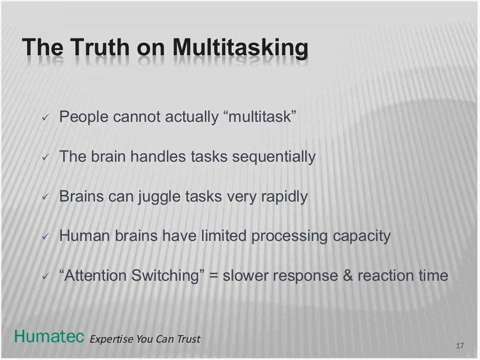 The Truth on Multitasking
✓ People cannot actually “multitask”
✓ The brain handles tasks sequentially
✓ Brains can juggle tasks very rapidly
✓ Human brains have limited processing capacity
✓ “Attention Switching” = slower response & reaction time
Humatec Expertise You Can Trust
17